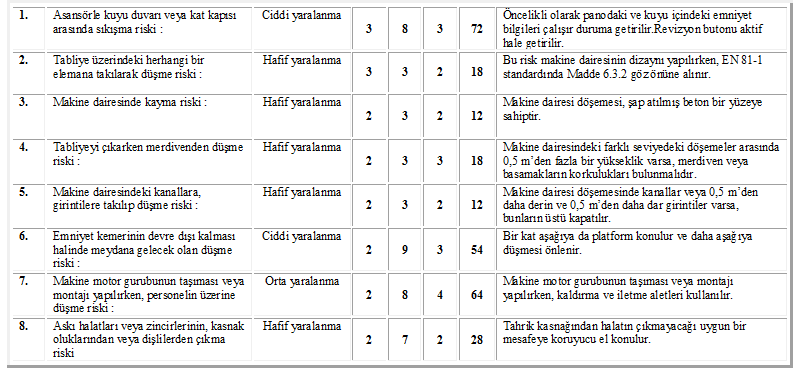 1. Asansörle kuyu duvarı veya kat kapısı arasında sıkışma riski : Ciddi yaralanma 3 8 3 72 Öncelikli olarak panodaki ve kuyu içindeki emniyet bilgileri çalışır duruma getirilir.Revizyon butonu aktif hale getirilir.
2. Tabliye üzerindeki herhangi bir elemana takılarak düşme riski : Hafif yaralanma 3 3 2 18 Bu risk makine dairesinin dizaynı yapılırken, EN 81-1 standardında Madde 6.3.2 gözönüne alınır.
3. Makine dairesinde kayma riski : Hafif yaralanma 2 3 2 12 Makine dairesi döşemesi, şap atılmış beton bir yüzeye sahiptir.
4. Tabliyeyi çıkarken merdivenden düşme riski : Hafif yaralanma 2 3 3 18 Makine dairesindeki farklı seviyedeki döşemeler arasında 0,5 m’den fazla bir yükseklik varsa, merdiven veya basamakların korkulukları bulunmalıdır.
5. Makine dairesindeki kanallara, girintilere takılıp düşme riski : Hafif yaralanma 2 3 2 12 Makine dairesi döşemesinde kanallar veya 0,5 m’den daha derin ve 0,5 m’den daha dar girintiler varsa, bunların üstü kapatılır.
6. Emniyet kemerinin devre dışı kalması halinde meydana gelecek olan düşme riski : Ciddi yaralanma 2 9 3 54 Bir kat aşağıya da platform konulur ve daha aşağıya düşmesi önlenir.
7. Makine motor gurubunun taşıması veya montajı yapılırken, personelin üzerine düşme riski : Orta yaralanma 2 8 4 64 Makine motor gurubunun taşıması veya montajı yapılırken, kaldırma ve iletme aletleri kullanılır.
8. Askı halatları veya zincirlerinin, kasnak oluklarından veya dişlilerden çıkma riski Hafif yaralanma 2 7 2 28 Tahrik kasnağından halatın çıkmayacağı uygun bir mesafeye koruyucu el konulur.